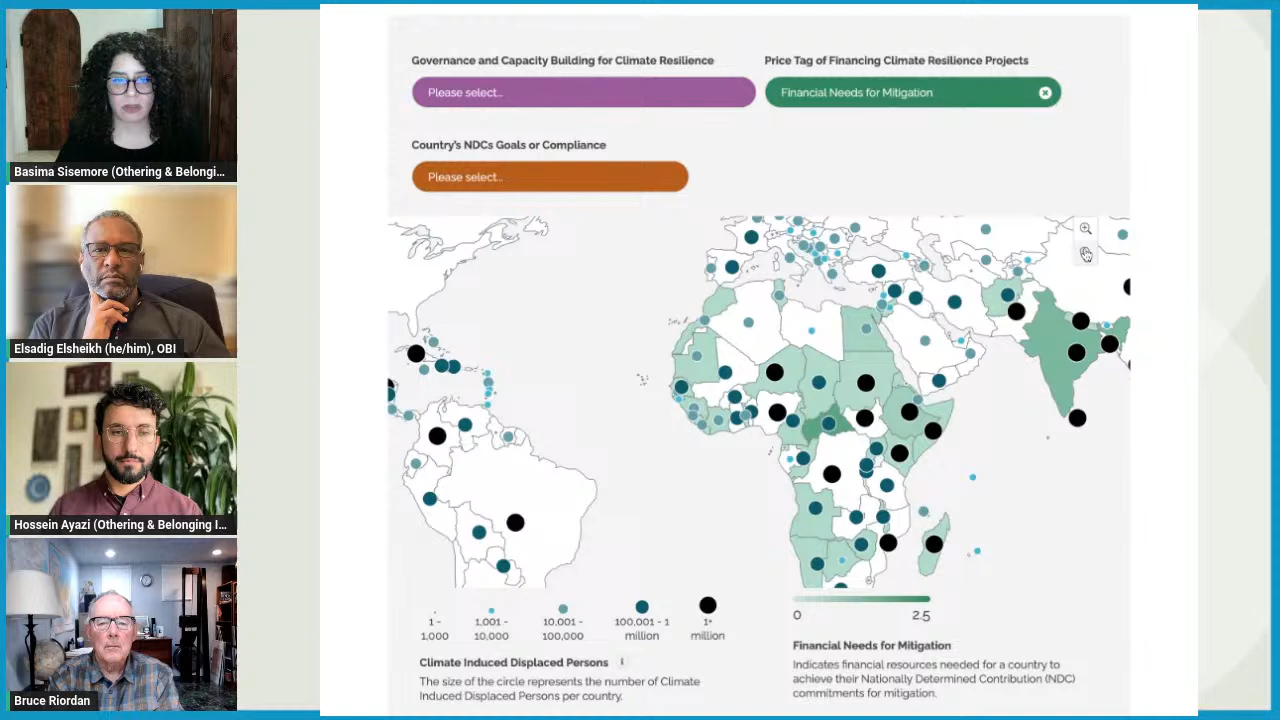 Basima Sisemore (Othering & Belongi...
Elsadig Elsheikh (he/him), OBI
Hossein Ayazi (Othering & Belonging I...
Bruce Riordan
Governance and Capacity Building for Climate Resilience
Please select...
Price Tag of Financing Climate Resilience Projects
Financial Needs for Mitigation
Country's NDCs Goals or Compliance
Please select...
1 -
1,000
1,001 -
10,000
10,001 -
100,000
100,001 - 1
million
1+
million
Climate Induced Displaced Persons i
The size of the circle represents the number of Climate
Induced Displaced Persons per country.
0 2.5
Financial Needs for Mitigation
Indicates financial resources needed for a country to
achieve their Nationally Determined Contribution (NDC)
commitments for mitigation.